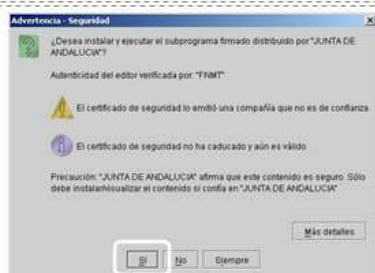 Advertencia - Seguridad
¿Desea instalar y ejecutar el subprograma firmado distribuido por "JUNTA DE
ANDALUCIA"?
Autenticidad del editor verificada por: "FNMT"
El certificado de seguridad lo emitió una compañía que no es de confianza.
El certificado de seguridad no ha caducado y aún es válido.
Precaución: "JUNTA DE ANDALUCIA" afirma que este contenido es seguro. Sólo
debe instalar/visualizar el contenido si confía en "JUNTA DE ANDALUCIA"
Más detalles
Sí No Siempre